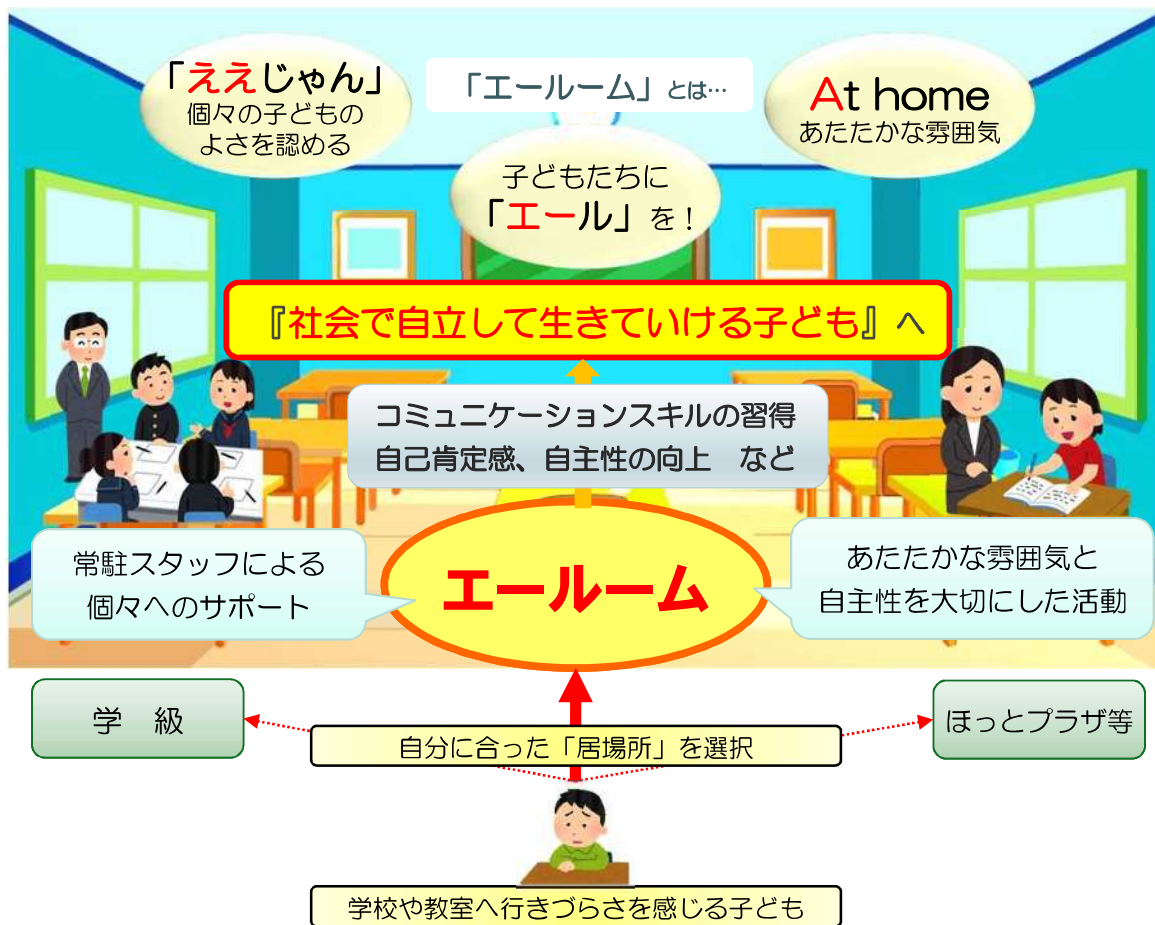 「ええじゃん」
個々の子どもの
よさを認める
「エールーム」とは…
At home
あたたかな雰囲気
子どもたちに
「エール」を！
『社会で自立して生きていける子ども』へ
コミュニケーションスキルの習得
自己肯定感、自主性の向上　など
常駐スタッフによる
個々へのサポート
エールーム
あたたかな雰囲気と
自主性を大切にした活動
学　級
ほっとプラザ等
自分に合った「居場所」を選択
学校や教室へ行きづらさを感じる子ども